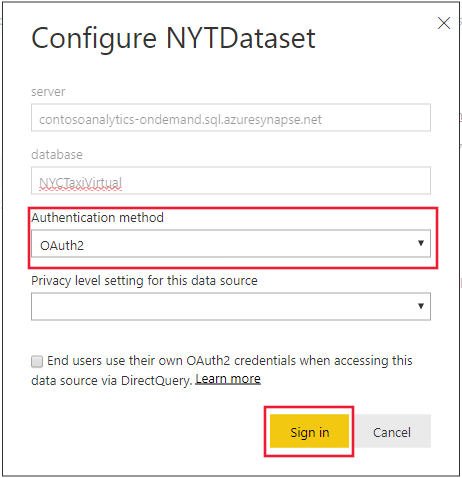 Configure NYTDataset
server
contosoanalytics-ondemand.sql.azuresynapse.net
database
NYCTaxiVirtual
Authentication method
OAuth2
Privacy level setting for this data source
End users use their own OAuth2 credentials when accessing this
data source via DirectQuery. Learn more
Sign in Cancel